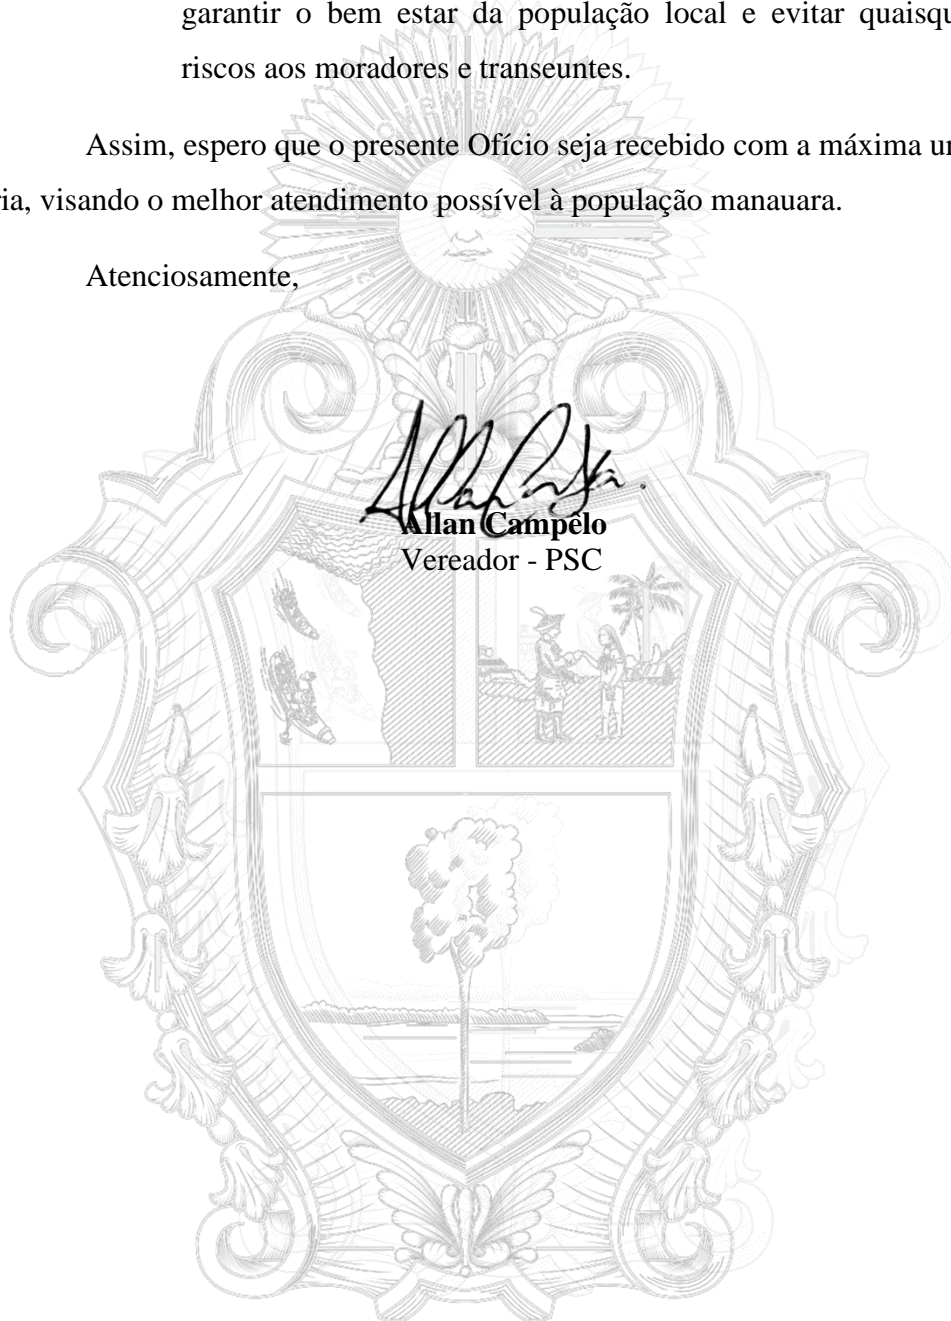 garantir o bem estar da população local e evitar quaisqu
riscos aos moradores e transeuntes.
Assim, espero que o presente Ofício seja recebido com a máxima ur
ria, visando o melhor atendimento possível à população manauara.
Atenciosamente,
Allan Campêlo
Vereador - PSC